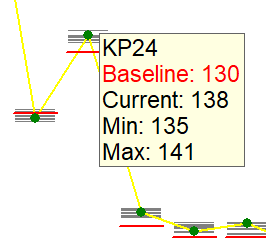 KP24
Baseline: 130
Current: 138
Min: 135
Max: 141